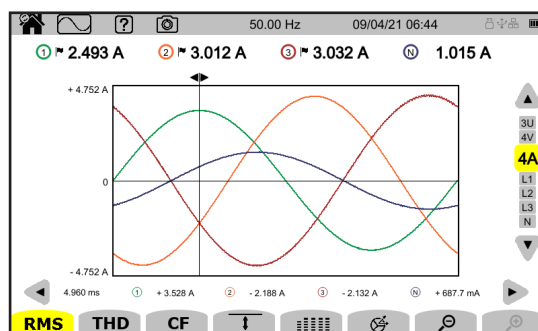 ? 50.00 Hz 09/04/21 06:44
1 2.493 A 2 3.012 A 3 3.032 A N 1.015 A
+ 4.752 A
0
- 4.752 A
3U
4V
4A
L1
L2
L3
N
4.960 ms 1 + 3.528 A 2 - 2.188 A 3 - 2.132 A N + 687.7 mA
RMS THD CF